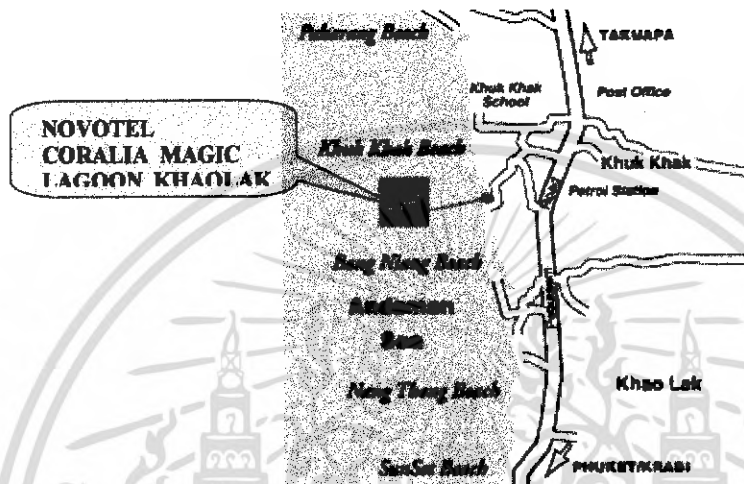 Pakarang Beach
TAKUAPA
Khuk Khak
School
Post Office
NOVOTEL
CORALIA MAGIC
LAGOON KHAOLAK
Khuk Khak Beach
Khuk Khak
Petrol Station
Bang Niang Beach
Andaman
Sea
Nang Thong Beach
Khao Lak
SunSet Beach
PHUKET/KRABI